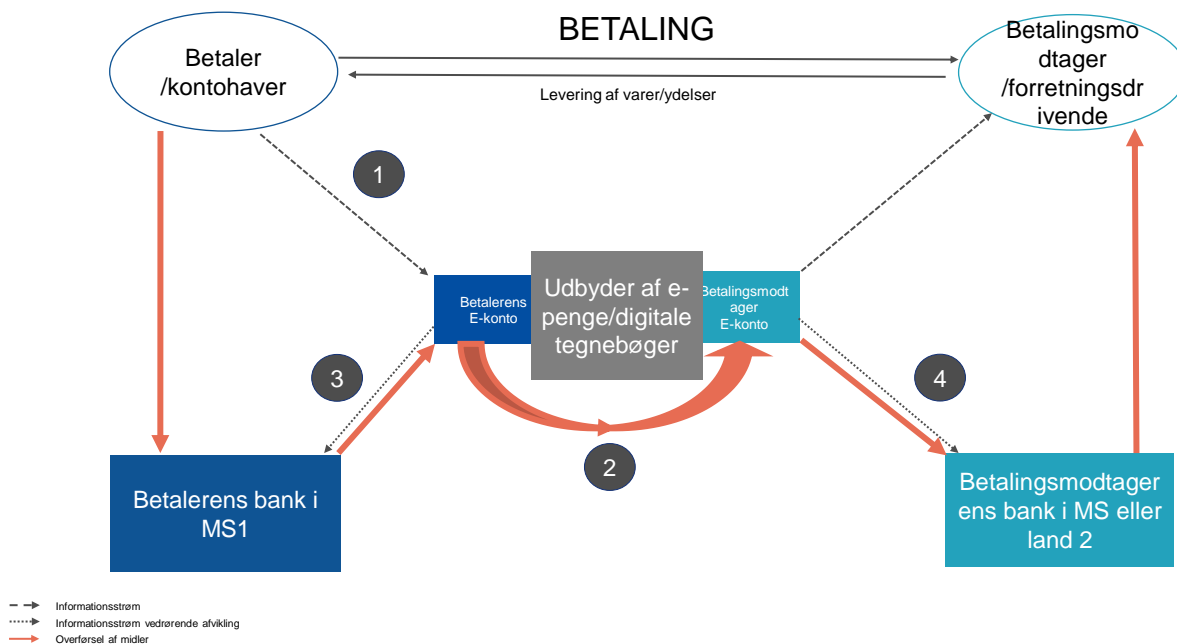 BETALING
Betaler
/kontohaver
Betalingsmo
dtager
/forretningsdr
ivende
Levering af varer/ydelser
1
Betalerens
E-konto
Udbyder af e-
penge/digitale
tegnebøger
Betalingsmodt
ager
E-konto
3
4
2
Betalerens bank i
MS1
Betalingsmodtager
ens bank i MS eller
land 2
Informationsstrøm
Informationsstrøm vedrørende afvikling
Overførsel af midler